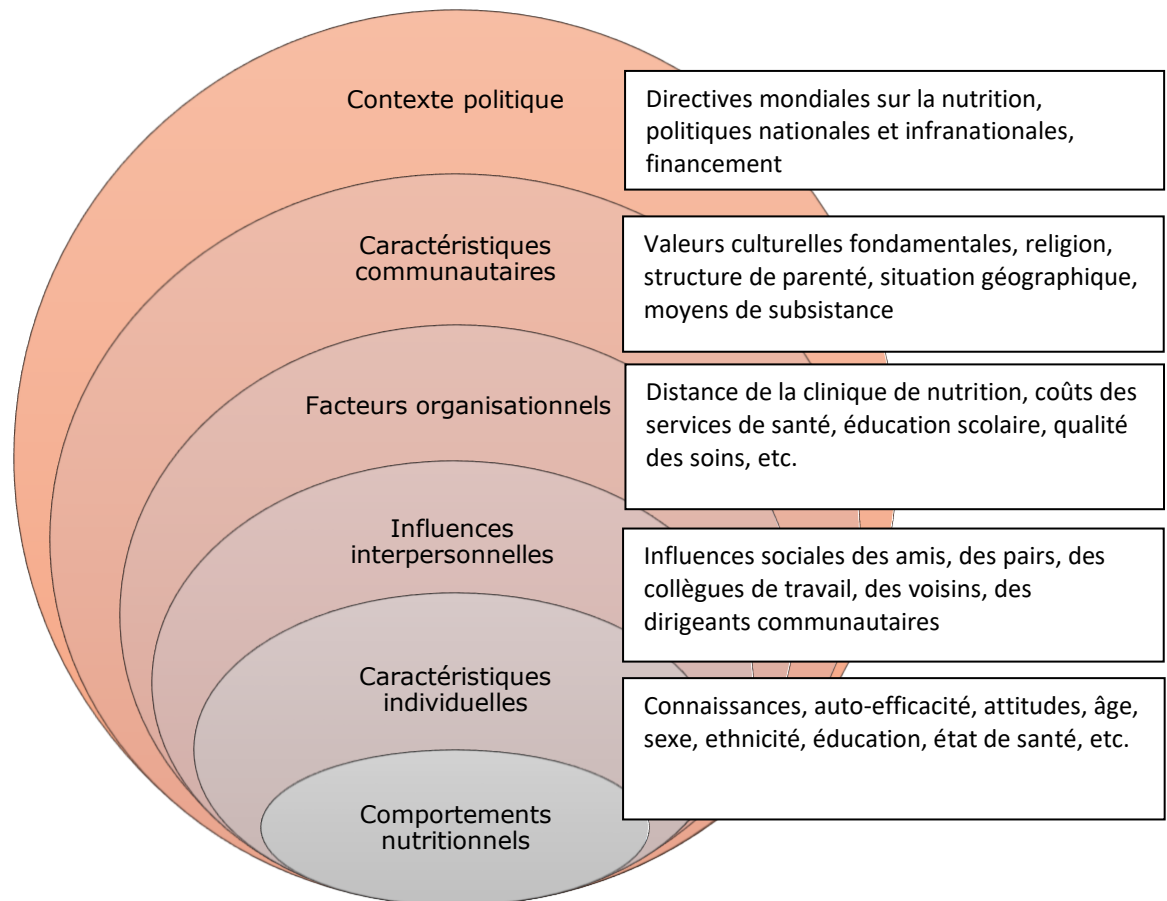 Contexte politique
Directives mondiales sur la nutrition,
politiques nationales et infranationales,
financement
Caractéristiques
communautaires
Valeurs culturelles fondamentales, religion,
structure de parenté, situation géographique,
moyens de subsistance
Facteurs organisationnels
Distance de la clinique de nutrition, coûts des
services de santé, éducation scolaire, qualité
des soins, etc.
Influences
interpersonnelles
Influences sociales des amis, des pairs, des
collègues de travail, des voisins, des
dirigeants communautaires
Caractéristiques
individuelles
Connaissances, auto-efficacité, attitudes, âge,
sexe, ethnicité, éducation, état de santé, etc.
Comportements
nutritionnels